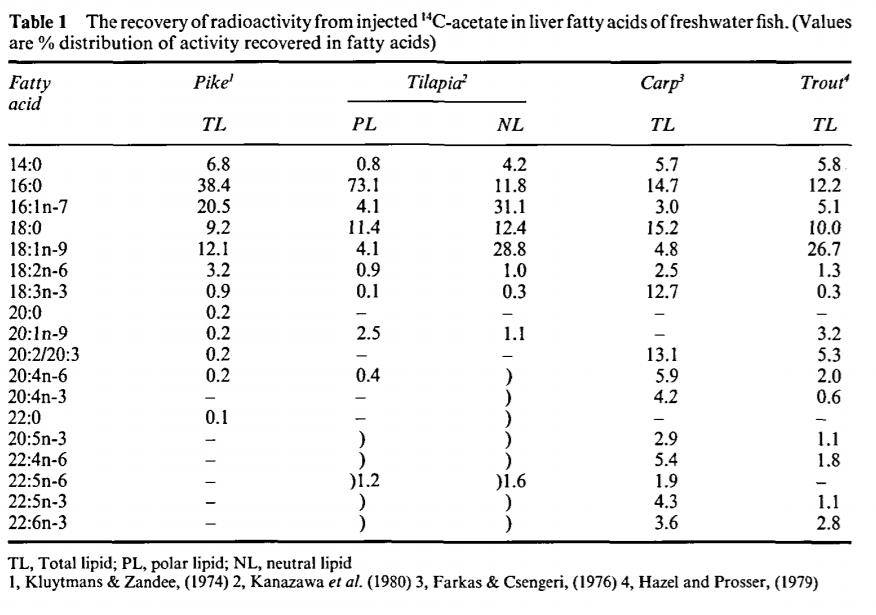 Table 1 The recovery of radioactivity from injected ¹⁴C-acetate in liver fatty acids of freshwater fish. (Values
are % distribution of activity recovered in fatty acids)
Fatty Pike¹ Tilapia² Carp³ Trout⁴
acid
TL PL NL TL TL
14:0 6.8 0.8 4.2 5.7 5.8
16:0 38.4 73.1 11.8 14.7 12.2
16:1n-7 20.5 4.1 31.1 3.0 5.1
18:0 9.2 11.4 12.4 15.2 10.0
18:1n-9 12.1 4.1 28.8 4.8 26.7
18:2n-6 3.2 0.9 1.0 2.5 1.3
18:3n-3 0.9 0.1 0.3 12.7 0.3
20:0 0.2 – – – –
20:1n-9 0.2 2.5 1.1 – 3.2
20:2/20:3 0.2 – – 13.1 5.3
20:4n-6 0.2 0.4 ) 5.9 2.0
20:4n-3 – – ) 4.2 0.6
22:0 0.1 – ) – –
20:5n-3 – ) ) 2.9 1.1
22:4n-6 – ) ) 5.4 1.8
22:5n-6 – )1.2 )1.6 1.9 –
22:5n-3 – ) ) 4.3 1.1
22:6n-3 – ) ) 3.6 2.8
TL, Total lipid; PL, polar lipid; NL, neutral lipid
1, Kluytmans & Zandee, (1974) 2, Kanazawa et al. (1980) 3, Farkas & Csengeri, (1976) 4, Hazel and Prosser, (1979)